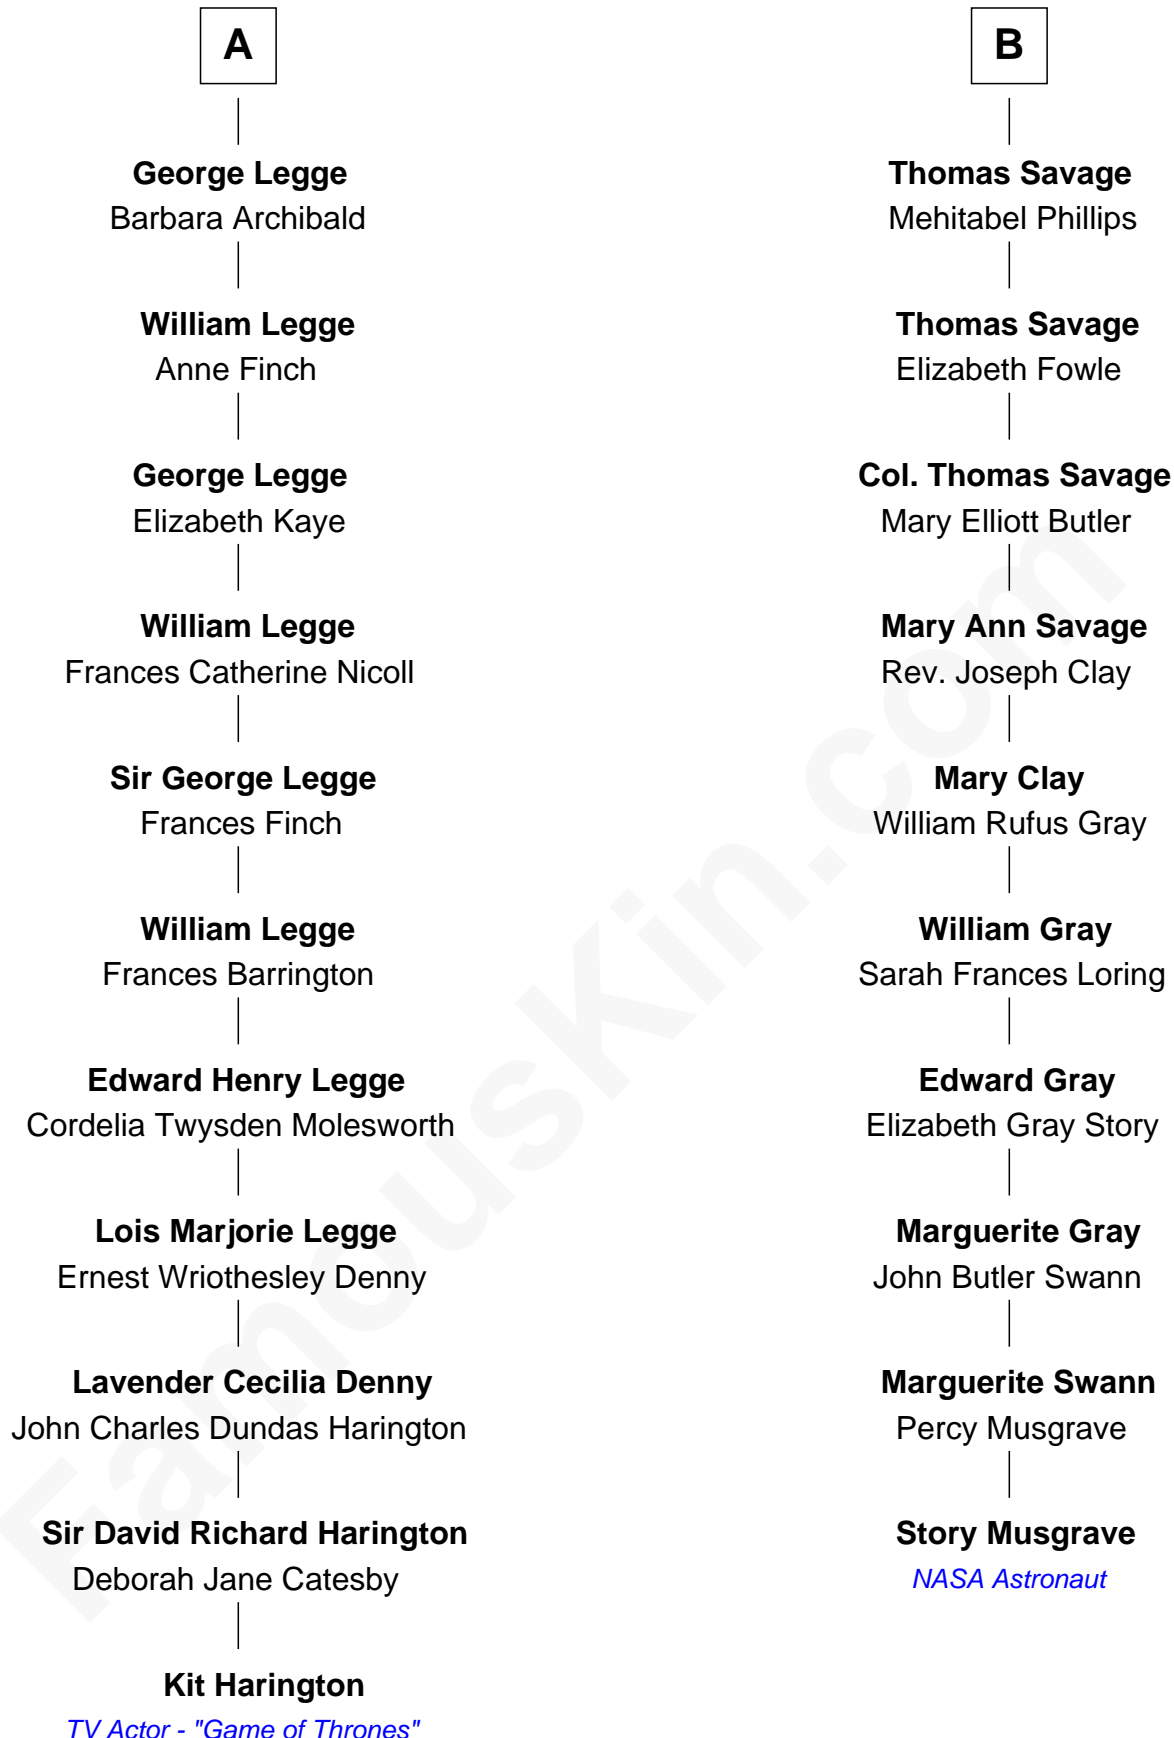 A
George Legge
Barbara Archibald
William Legge
Anne Finch
George Legge
Elizabeth Kaye
William Legge
Frances Catherine Nicoll
Sir George Legge
Frances Finch
William Legge
Frances Barrington
Edward Henry Legge
Cordelia Twysden Molesworth
Lois Marjorie Legge
Ernest Wriothesley Denny
Lavender Cecilia Denny
John Charles Dundas Harington
Sir David Richard Harington
Deborah Jane Catesby
Kit Harington
TV Actor - "Game of Thrones"
B
Thomas Savage
Mehitabel Phillips
Thomas Savage
Elizabeth Fowle
Col. Thomas Savage
Mary Elliott Butler
Mary Ann Savage
Rev. Joseph Clay
Mary Clay
William Rufus Gray
William Gray
Sarah Frances Loring
Edward Gray
Elizabeth Gray Story
Marguerite Gray
John Butler Swann
Marguerite Swann
Percy Musgrave
Story Musgrave
NASA Astronaut
FamousKin.com